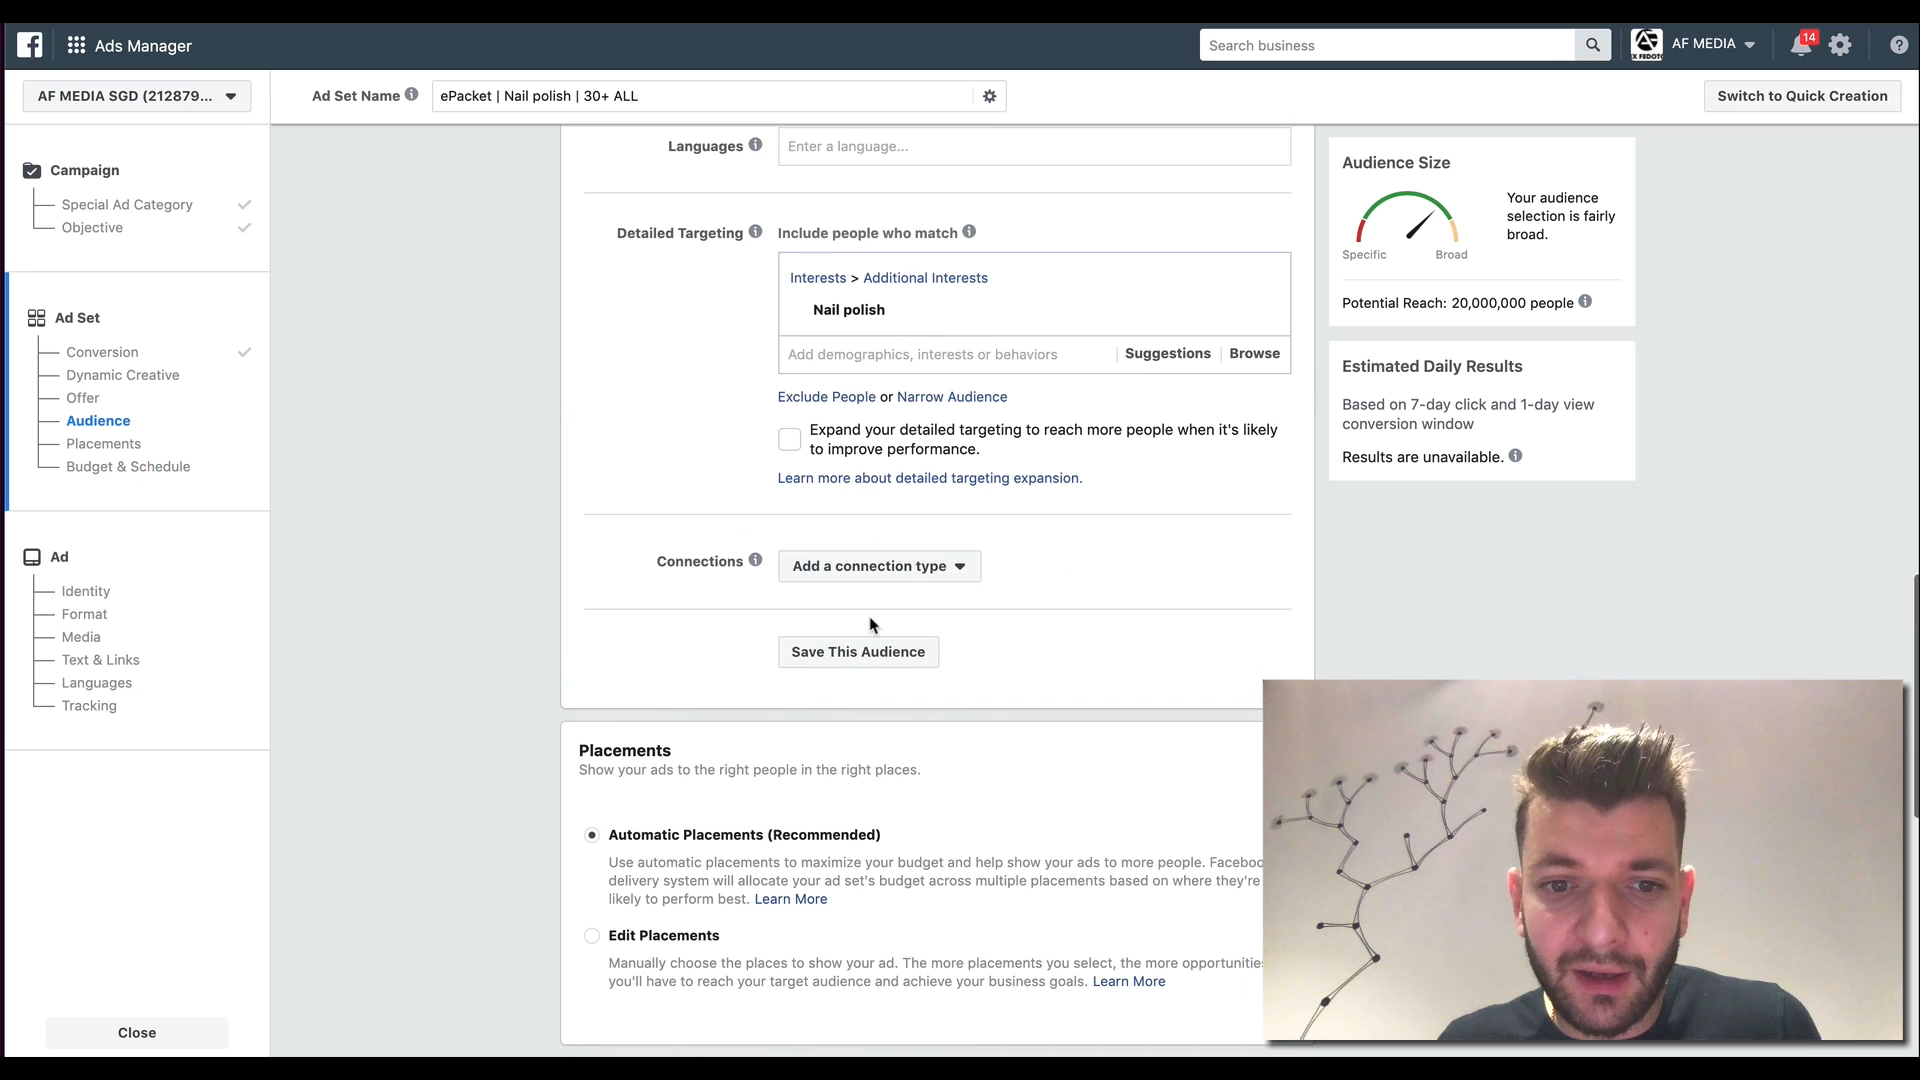 Ads Manager
Search business
AF MEDIA
14
AF MEDIA SGD (212879...
Ad Set Name
ePacket | Nail polish | 30+ ALL
Switch to Quick Creation
Campaign
Special Ad Category
Objective
Ad Set
Conversion
Dynamic Creative
Offer
Audience
Placements
Budget & Schedule
Ad
Identity
Format
Media
Text & Links
Languages
Tracking
Close
Languages
Enter a language...
Detailed Targeting
Include people who match
Interests > Additional Interests
Nail polish
Add demographics, interests or behaviors
Suggestions
Browse
Exclude People or Narrow Audience
Expand your detailed targeting to reach more people when it's likely
to improve performance.
Learn more about detailed targeting expansion.
Connections
Add a connection type
Save This Audience
Placements
Show your ads to the right people in the right places.
Automatic Placements (Recommended)
Use automatic placements to maximize your budget and help show your ads to more people. Faceboo
delivery system will allocate your ad set's budget across multiple placements based on where they're
likely to perform best. Learn More
Edit Placements
Manually choose the places to show your ad. The more placements you select, the more opportunitie
you'll have to reach your target audience and achieve your business goals. Learn More
Audience Size
Your audience
selection is fairly
broad.
Specific
Broad
Potential Reach: 20,000,000 people
Estimated Daily Results
Based on 7-day click and 1-day view
conversion window
Results are unavailable.